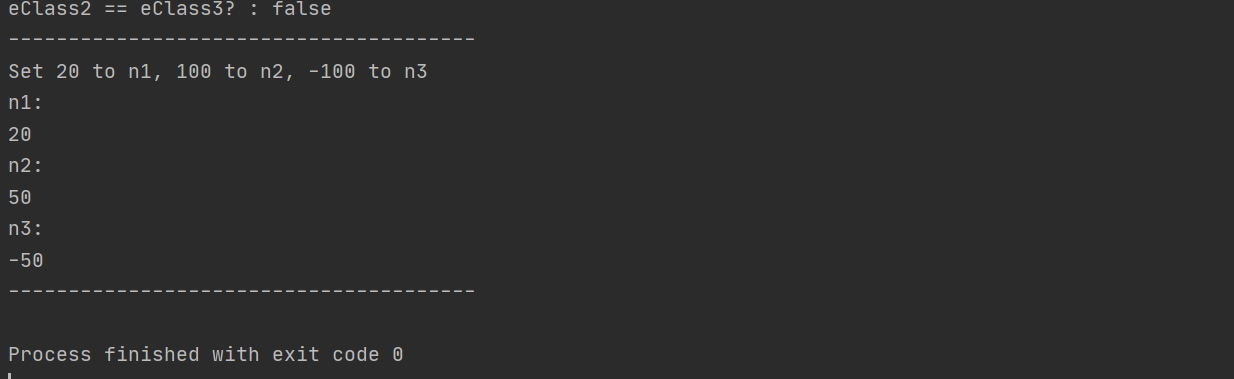 eClass2 == eClass3? : false
---------------------------------------
Set 20 to n1, 100 to n2, -100 to n3
n1:
20
n2:
50
n3:
-50
---------------------------------------
Process finished with exit code 0